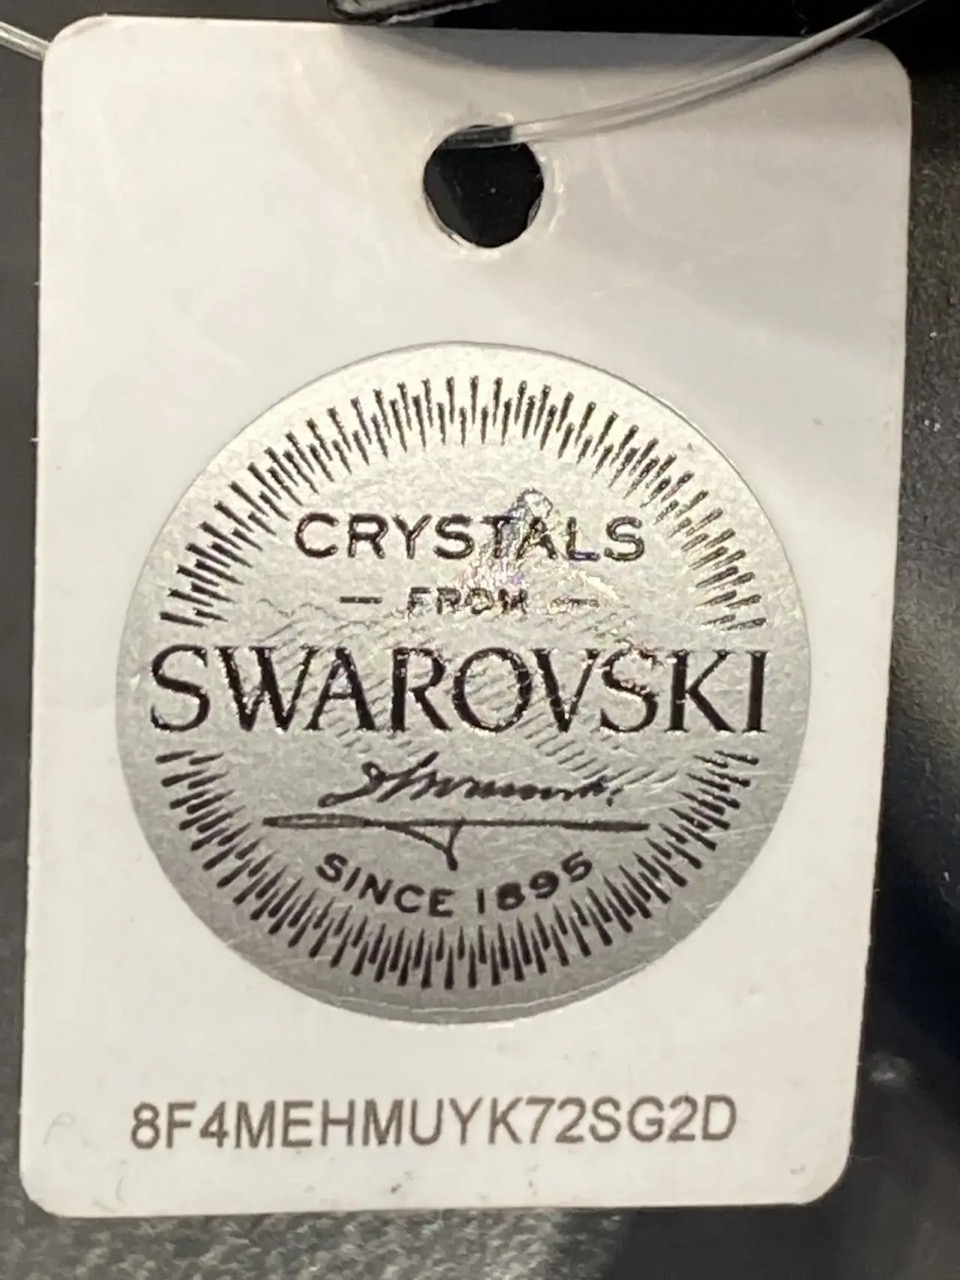 CRYSTALS
— FROM —
SWAROVSKI
SINCE 1895
8F4MEHMUYK72SG2D